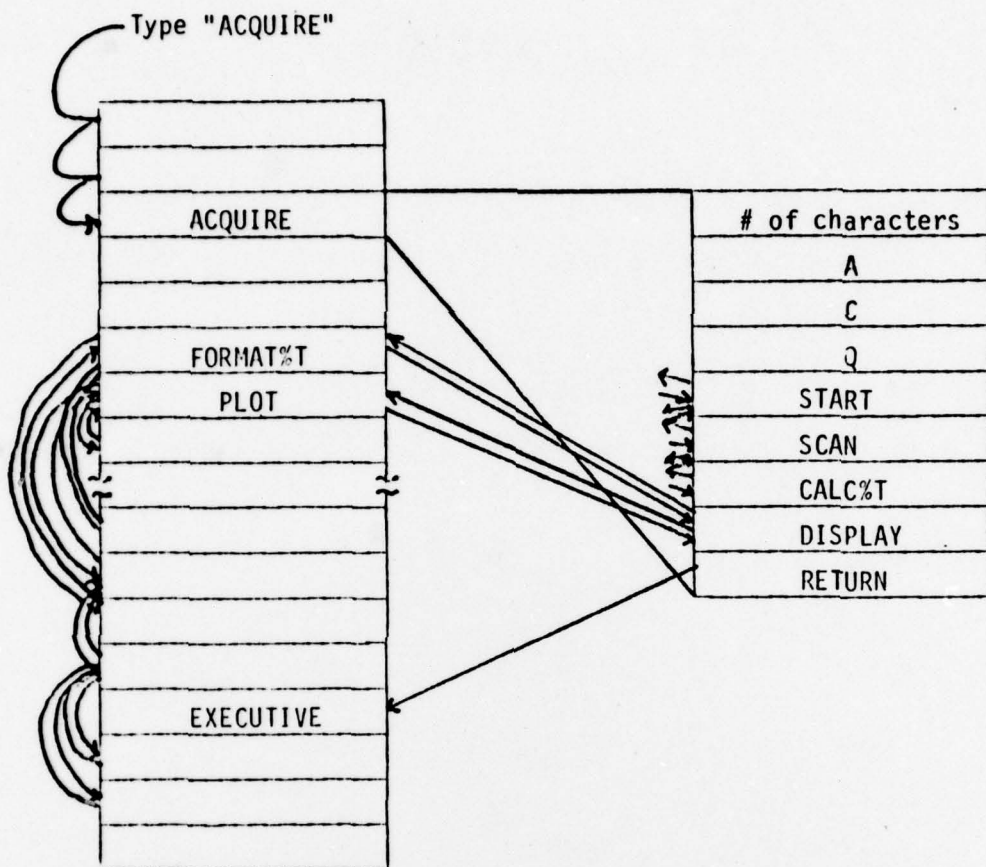 Type "ACQUIRE"
ACQUIRE
FORMAT%T
PLOT
EXECUTIVE
# of characters
A
C
Q
START
SCAN
CALC%T
DISPLAY
RETURN